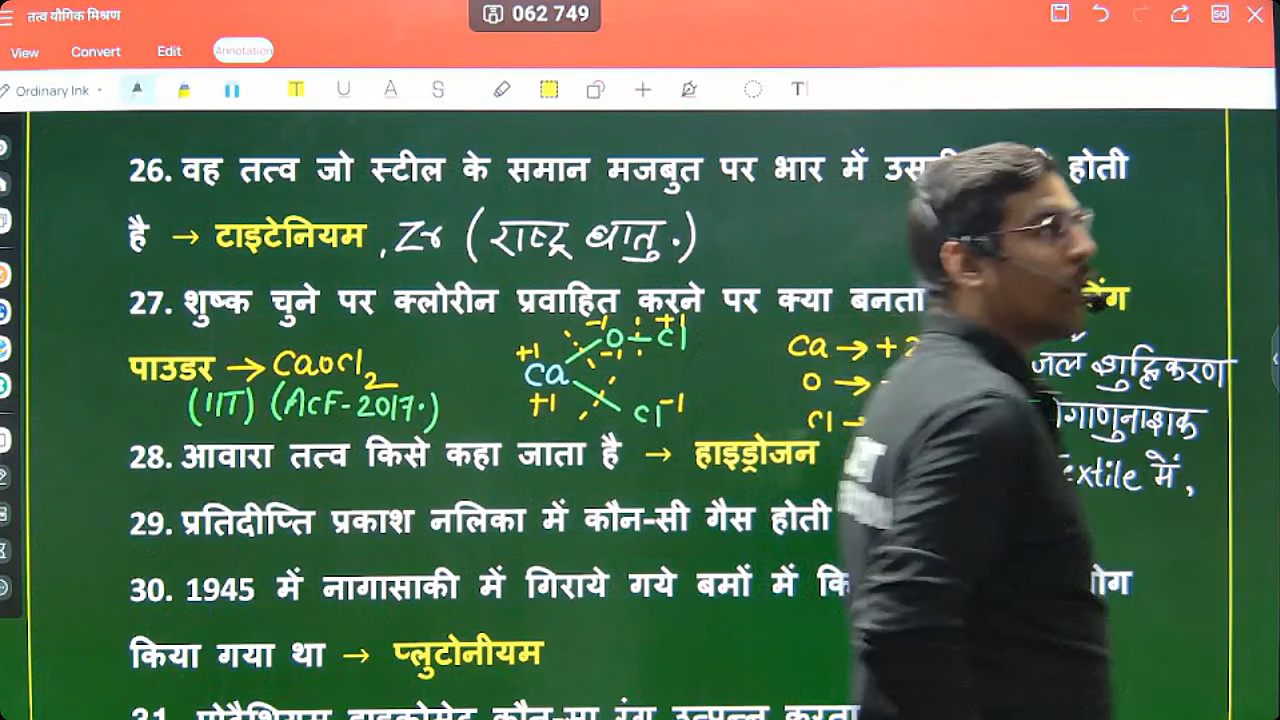 तत्व यौगिक मिश्रण
062 749
50
View Convert Edit Annotation
Ordinary Ink T U A S T
26. वह तत्व जो स्टील के समान मजबुत पर भार में होती
है → टाइटेनियम , Zr (राष्ट्र धातु.)
27. शुष्क चुने पर क्लोरीन प्रवाहित करने पर क्या बनता
पाउडर → CaOCl2
(IIT) (ACF-2017.)
+1 -1 +1
Ca O Cl
+1 -1 Cl -1
Ca → +2
O →
Cl →
जल शुद्धिकरण
में,
28. आवारा तत्व किसे कहा जाता है → हाइड्रोजन
29. प्रतिदीप्ति प्रकाश नलिका में कौन-सी गैस होती
30. 1945 में नागासाकी में गिराये गये बमों में
किया गया था → प्लुटोनीयम
31.